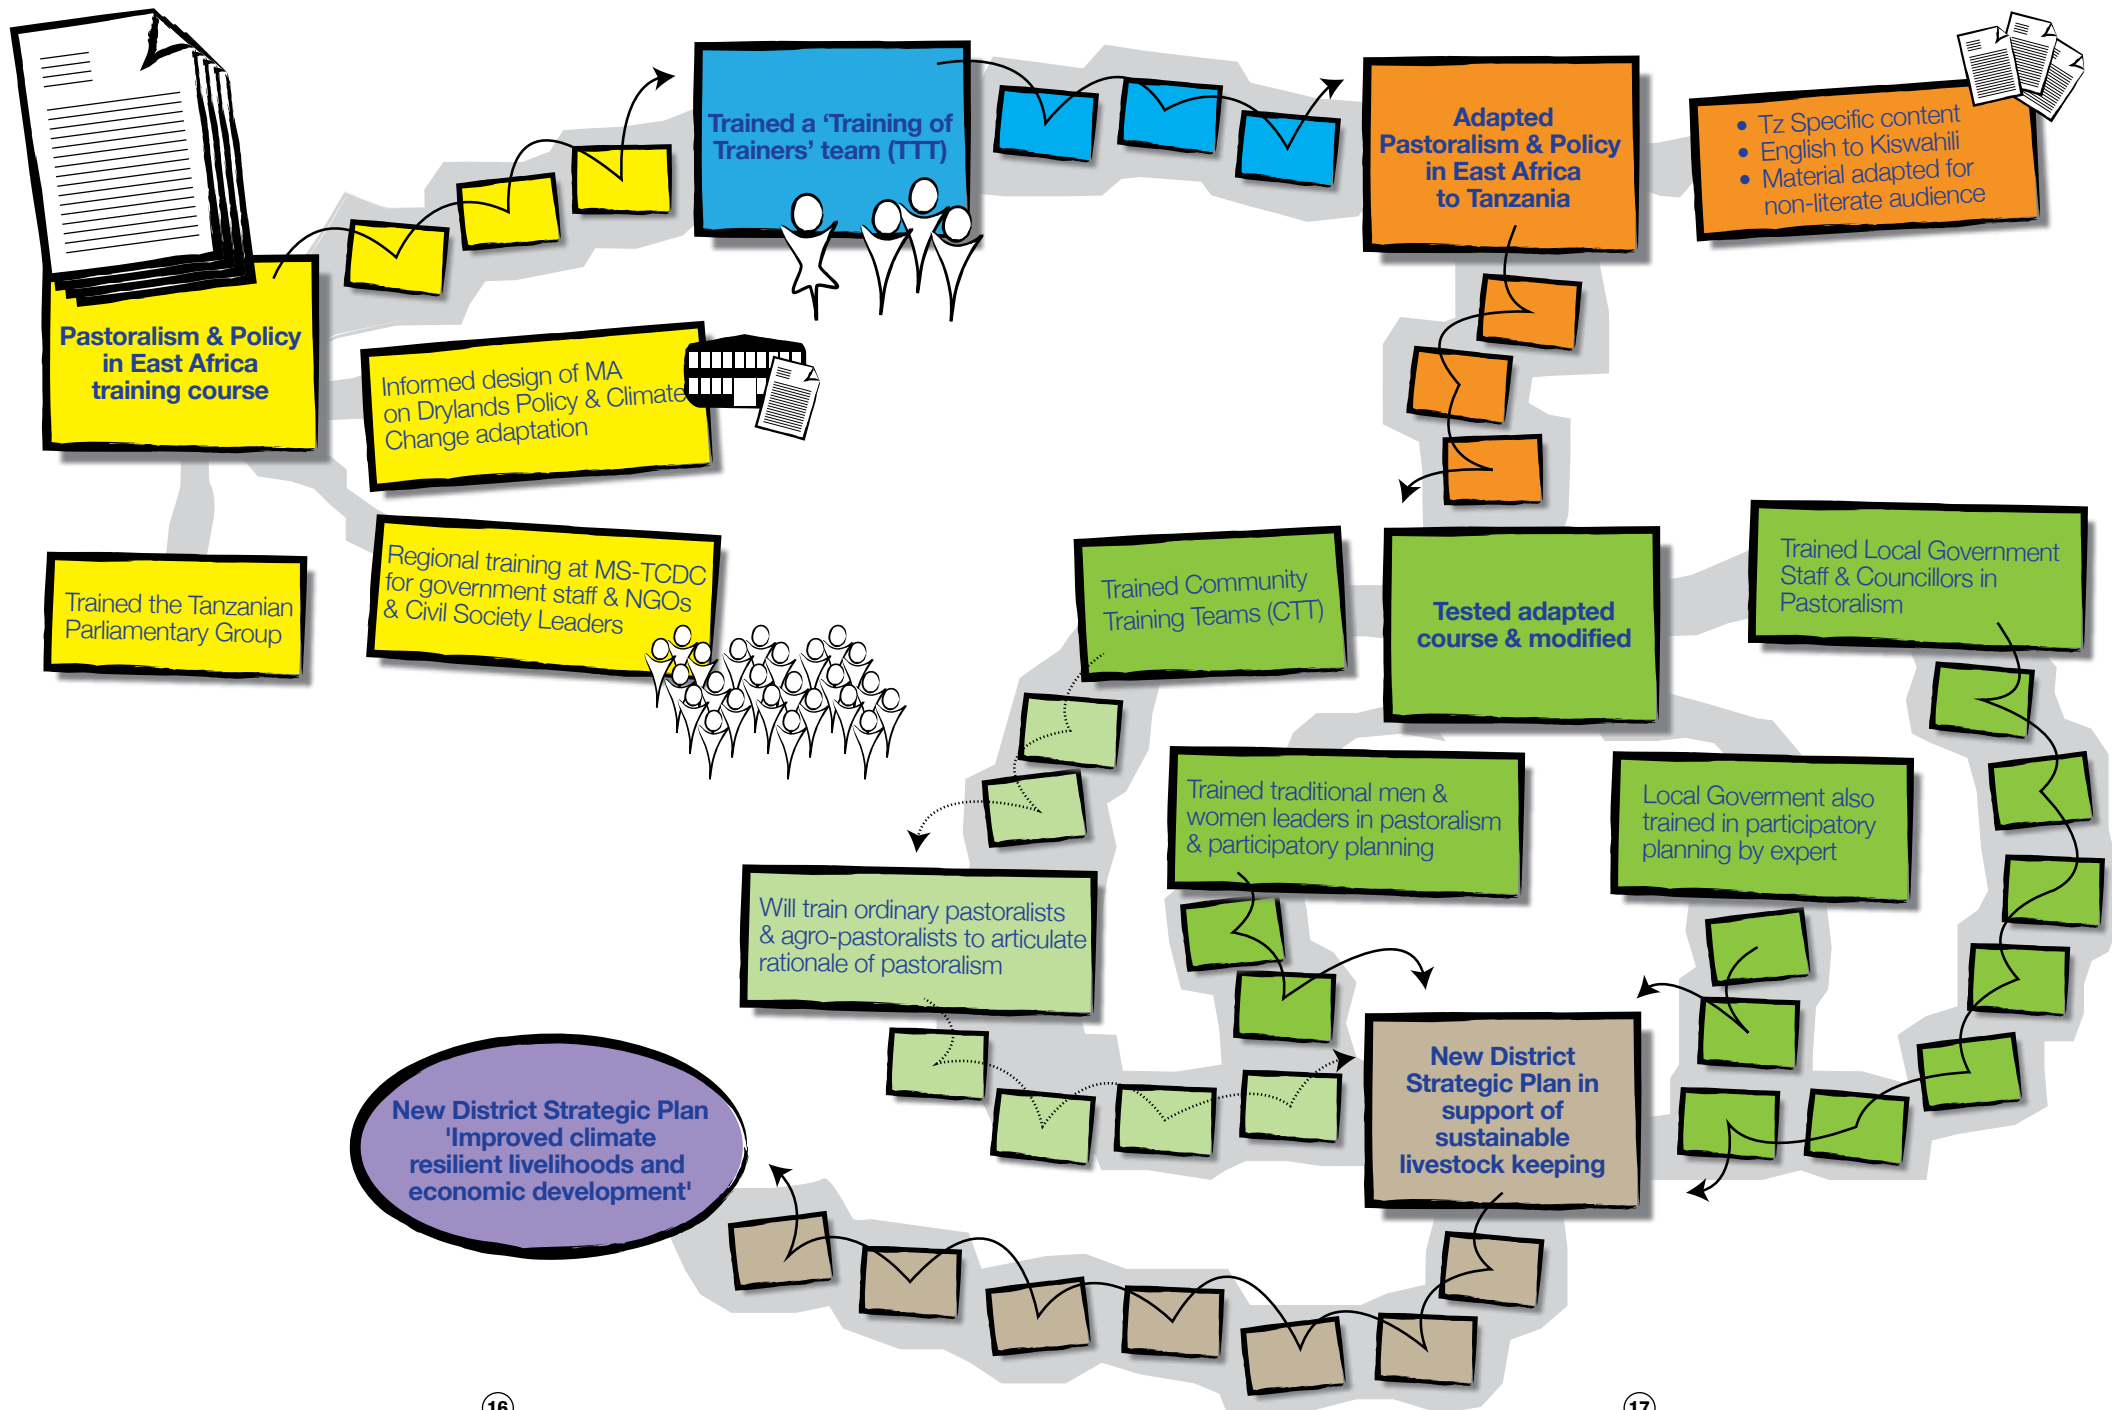 Pastoralism & Policy
in East Africa
training course
Trained a ‘Training of
Trainers’ team (TTT)
Adapted
Pastoralism & Policy
in East Africa
to Tanzania
• Tz Specific content
• English to Kiswahili
• Material adapted for
non-literate audience
Informed design of MA
on Drylands Policy & Climate
Change adaptation
Regional training at MS-TCDC
for government staff & NGOs
& Civil Society Leaders
Trained the Tanzanian
Parliamentary Group
Trained Community
Training Teams (CTT)
Tested adapted
course & modified
Trained Local Government
Staff & Councillors in
Pastoralism
Trained traditional men &
women leaders in pastoralism
& participatory planning
Local Goverment also
trained in participatory
planning by expert
Will train ordinary pastoralists
& agro-pastoralists to articulate
rationale of pastoralism
New District
Strategic Plan in
support of
sustainable
livestock keeping
New District Strategic Plan
'Improved climate
resilient livelihoods and
economic development'
16
17